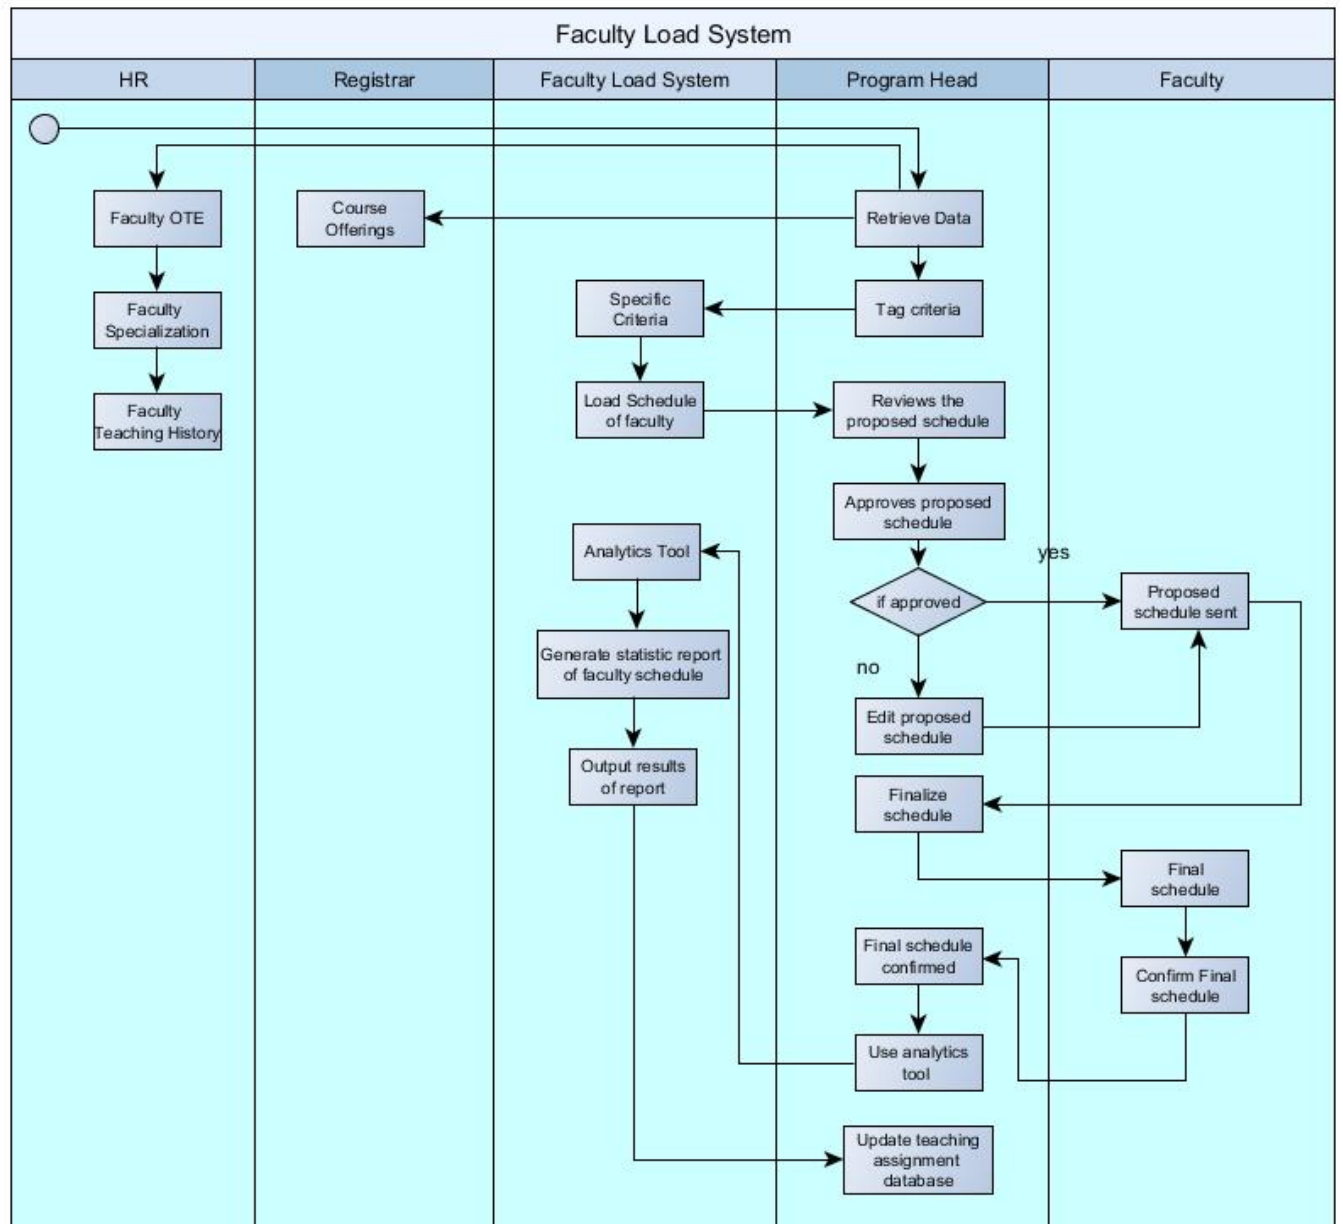 Faculty Load System
HR
Registrar
Faculty Load System
Program Head
Faculty
Faculty OTE
Course
Offerings
Retrieve Data
Faculty
Specialization
Specific
Criteria
Tag criteria
Faculty
Teaching History
Load Schedule
of faculty
Reviews the
proposed schedule
Approves proposed
schedule
Analytics Tool
yes
if approved
Proposed
schedule sent
Generate statistic report
of faculty schedule
no
Edit proposed
schedule
Output results
of report
Finalize
schedule
Final
schedule
Final schedule
confirmed
Confirm Final
schedule
Use analytics
tool
Update teaching
assignment
database